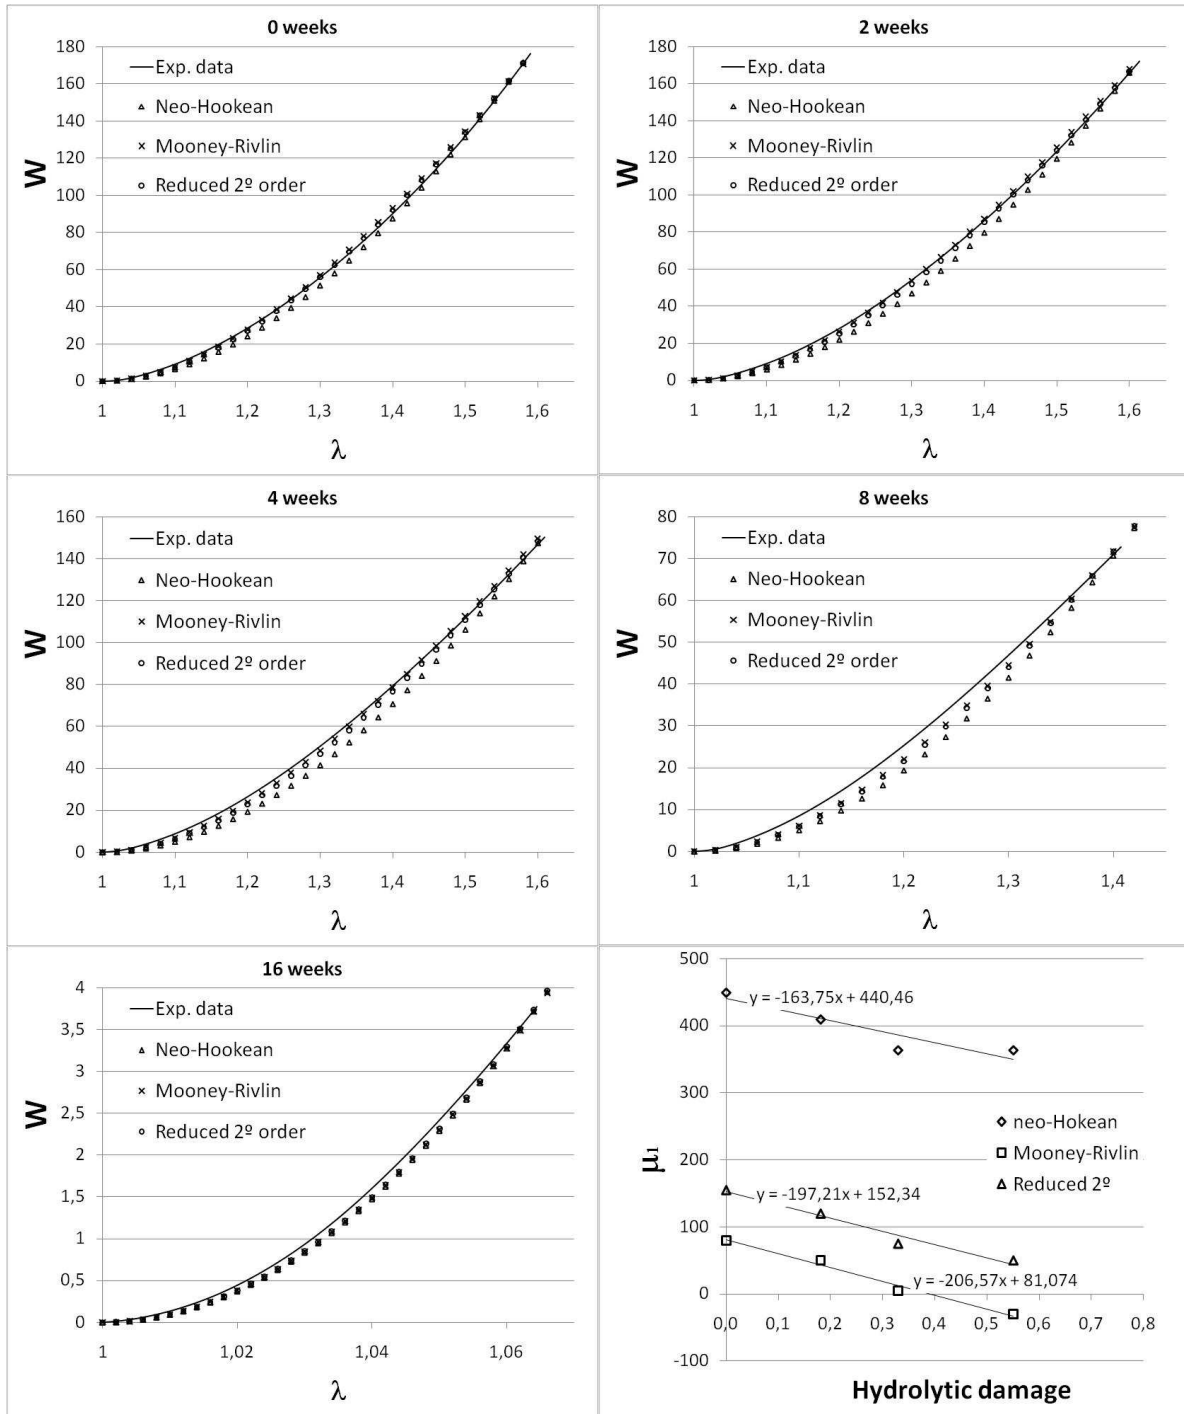 0 weeks
180
160
140
120
100
80
60
40
20
0
W
Exp. data
Neo-Hookean
Mooney-Rivlin
Reduced 2º order
1 1,1 1,2 1,3 1,4 1,5 1,6
λ
2 weeks
180
160
140
120
100
80
60
40
20
0
W
Exp. data
Neo-Hookean
Mooney-Rivlin
Reduced 2º order
1 1,1 1,2 1,3 1,4 1,5 1,6
λ
4 weeks
160
140
120
100
80
60
40
20
0
W
Exp. data
Neo-Hookean
Mooney-Rivlin
Reduced 2º order
1 1,1 1,2 1,3 1,4 1,5 1,6
λ
8 weeks
80
70
60
50
40
30
20
10
0
W
Exp. data
Neo-Hookean
Mooney-Rivlin
Reduced 2º order
1 1,1 1,2 1,3 1,4
λ
16 weeks
4
3,5
3
2,5
2
1,5
1
0,5
0
W
Exp. data
Neo-Hookean
Mooney-Rivlin
Reduced 2º order
1 1,02 1,04 1,06
λ
500
400
300
200
100
0
-100
μ1
y = -163,75x + 440,46
neo-Hokean
Mooney-Rivlin
Reduced 2º
y = -197,21x + 152,34
y = -206,57x + 81,074
0,0 0,1 0,2 0,3 0,4 0,5 0,6 0,7 0,8
Hydrolytic damage